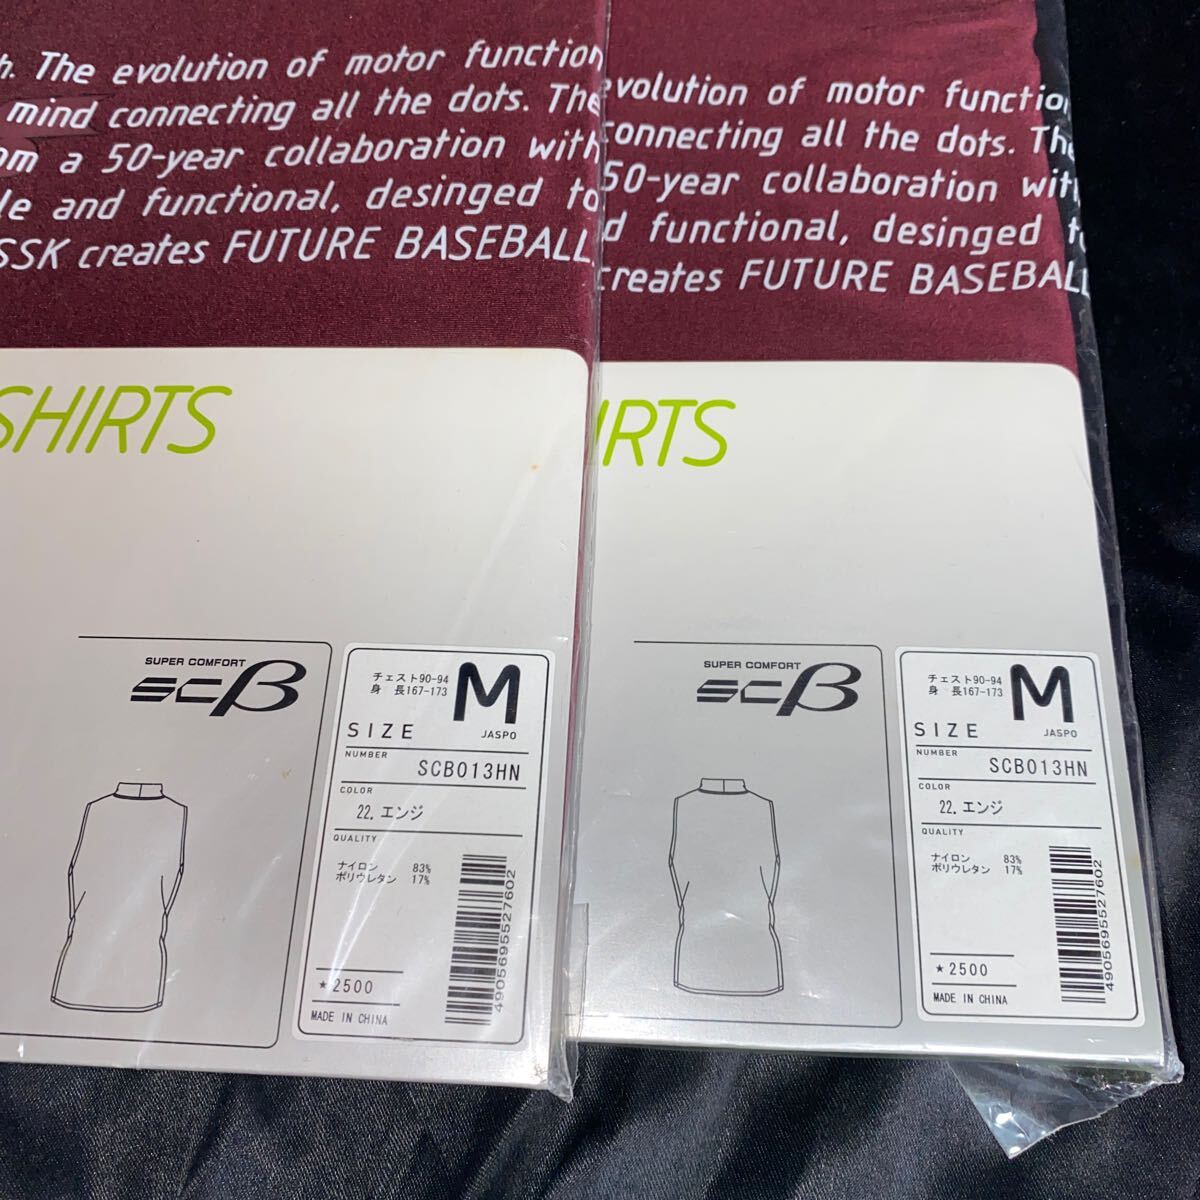 h. The evolution of motor function
mind connecting all the dots. The
om a 50-year collaboration with
le and functional, desinged to
SSK creates FUTURE BASEBALL
SHIRTS
SUPER COMFORT
SCβ
チェスト90-94
身 長167-173
M
JASPO
SIZE
NUMBER
SCB013HN
COLOR
22. エンジ
QUALITY
ナイロン 83%
ポリウレタン 17%
★2500
MADE IN CHINA
4905695527602
evolution of motor function
connecting all the dots. The
50-year collaboration with
d functional, desinged to
creates FUTURE BASEBALL
IRTS
SUPER COMFORT
SCβ
チェスト90-94
身 長167-173
M
JASPO
SIZE
NUMBER
SCB013HN
COLOR
22. エンジ
QUALITY
ナイロン 83%
ポリウレタン 17%
★2500
MADE IN CHINA
4905695527602